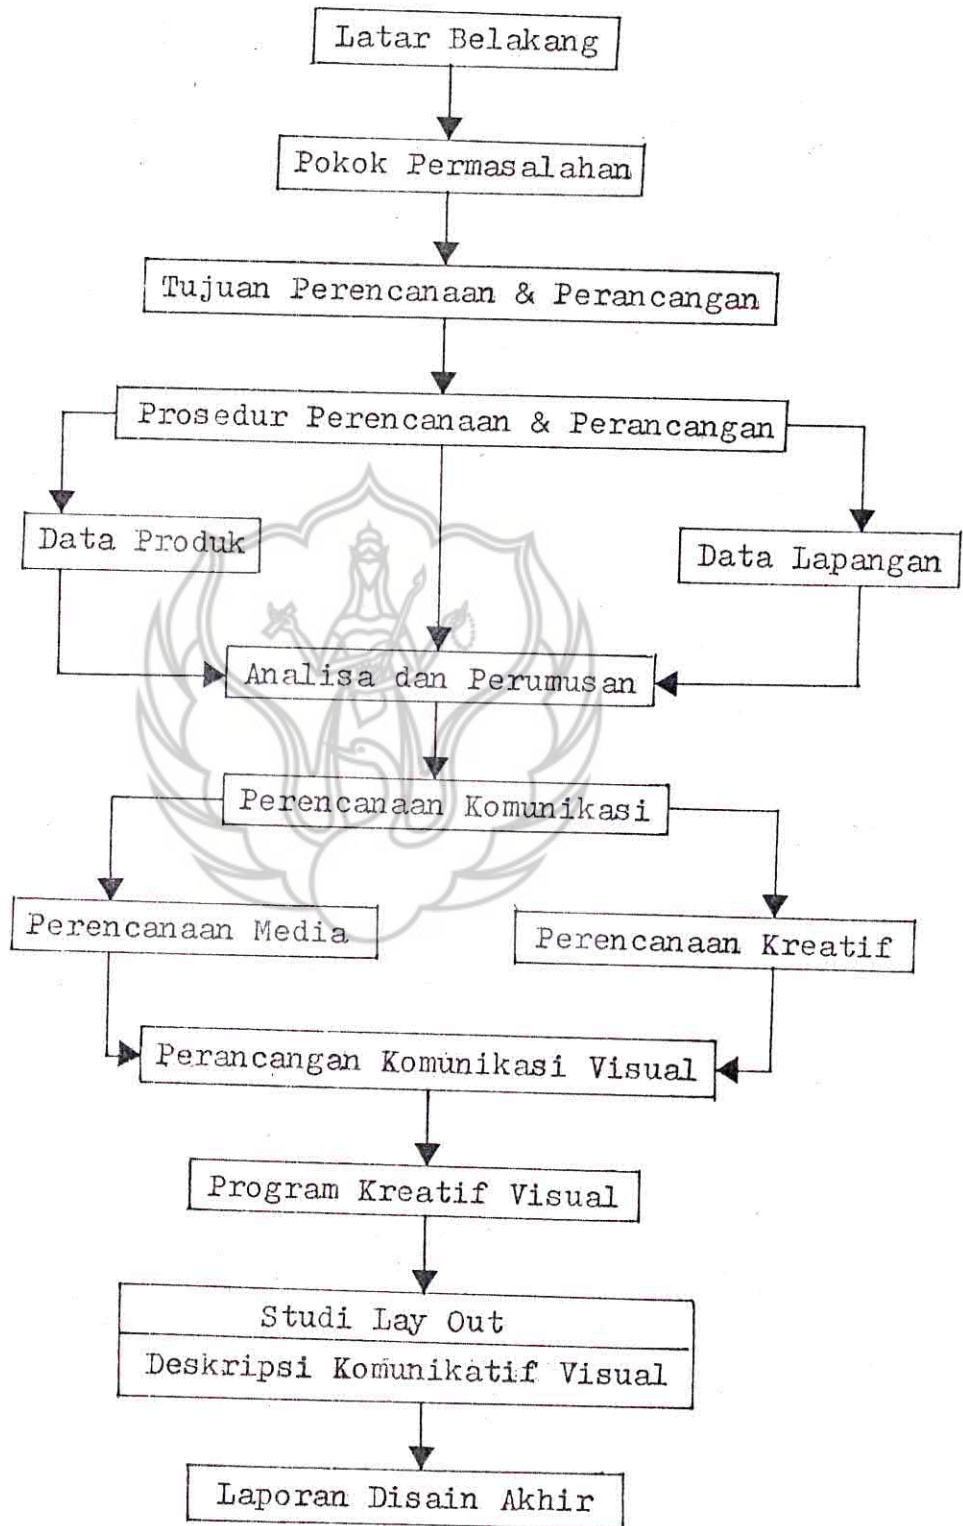 Latar Belakang
Pokok Permasalahan
Tujuan Perencanaan & Perancangan
Prosedur Perencanaan & Perancangan
Data Produk
Data Lapangan
Analisa dan Perumusan
Perencanaan Komunikasi
Perencanaan Media
Perencanaan Kreatif
Perancangan Komunikasi Visual
Program Kreatif Visual
Studi Lay Out
Deskripsi Komunikatif Visual
Laporan Disain Akhir